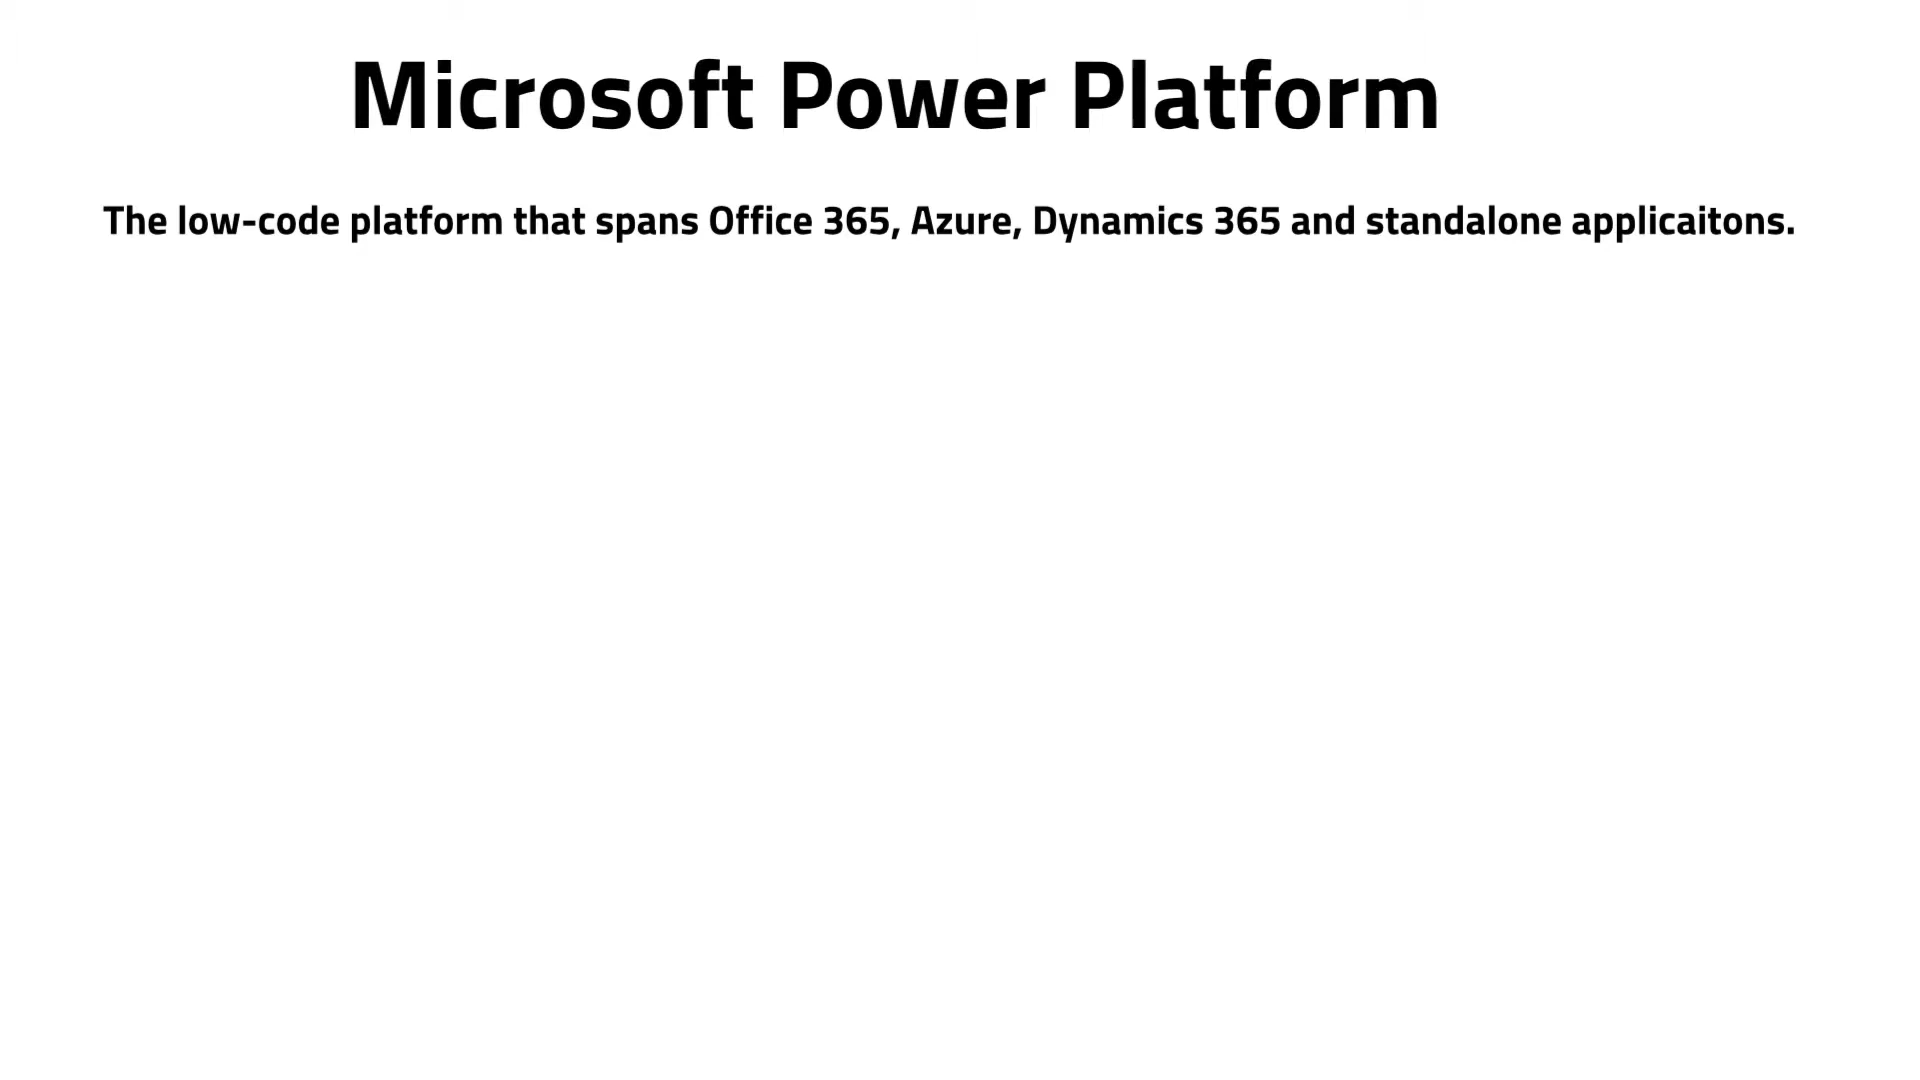 Microsoft Power Platform
The low-code platform that spans Office 365, Azure, Dynamics 365 and standalone applicaitons.